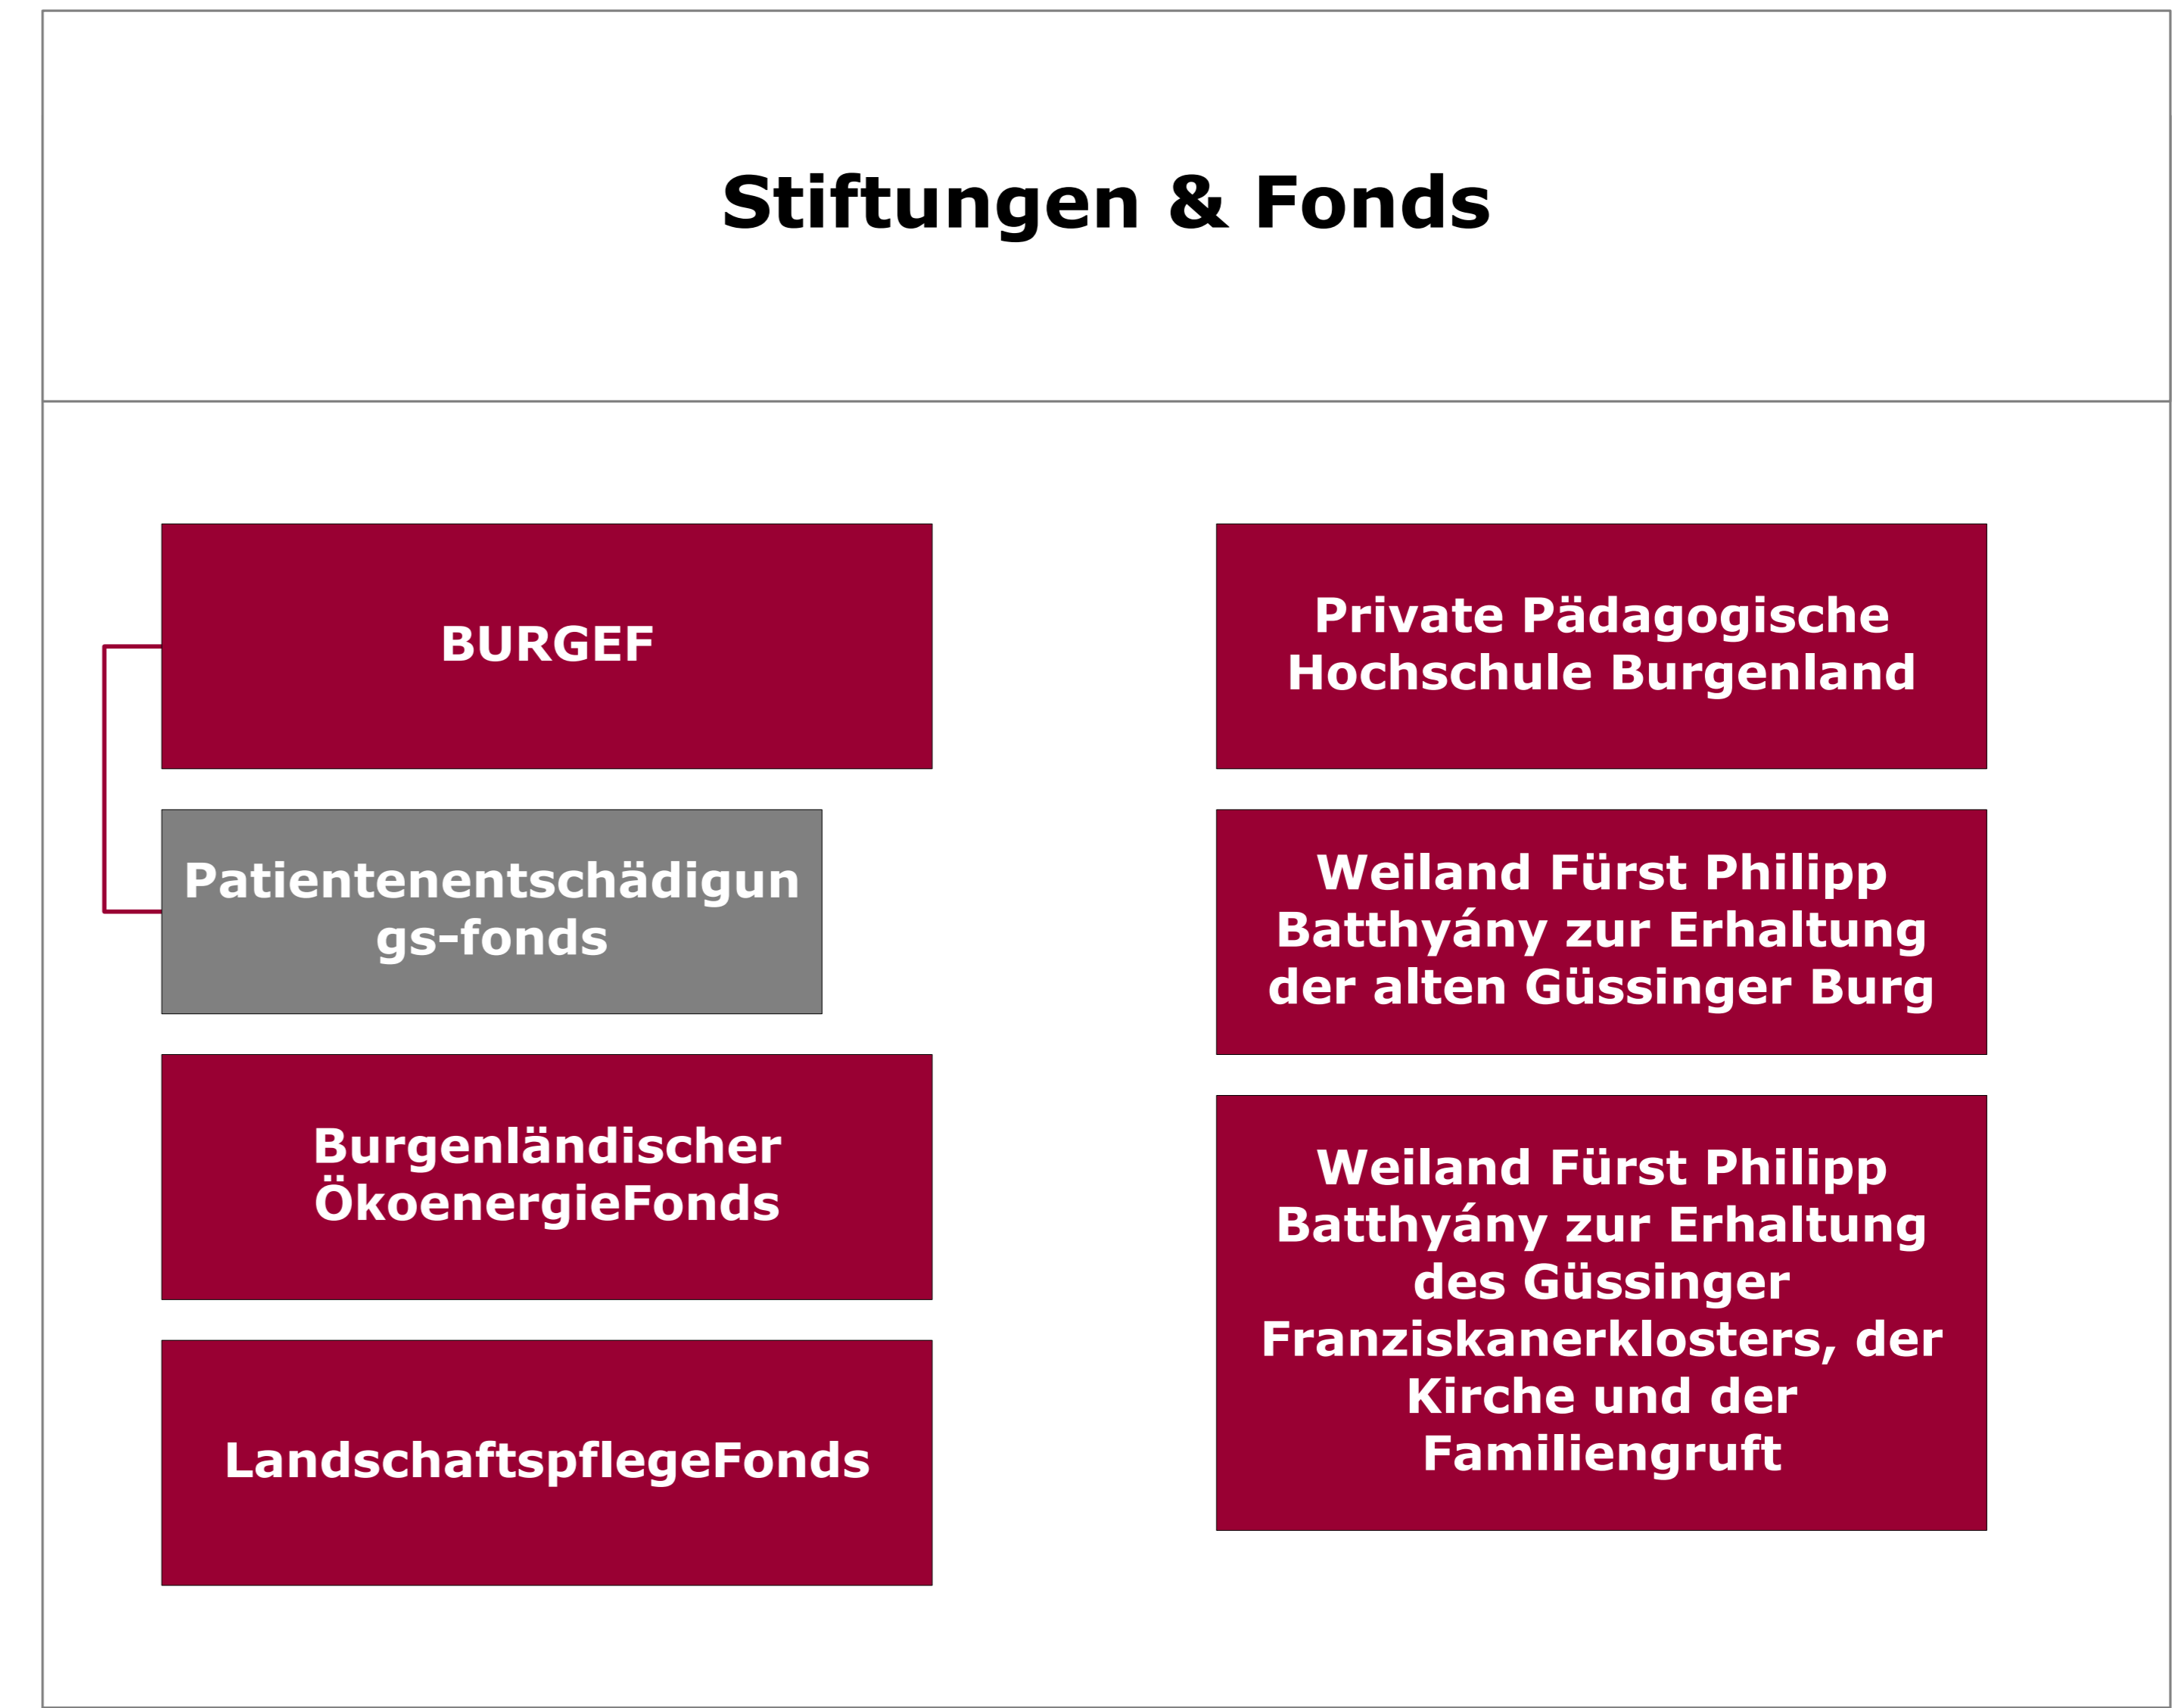 Stiftungen & Fonds
BURGEF
Patientenentschädigun
gs–fonds
Burgenländischer
ÖkoenergieFonds
LandschaftspflegeFonds
Private Pädagogische
Hochschule Burgenland
Weiland Fürst Philipp
Batthyány zur Erhaltung
der alten Güssinger Burg
Weiland Fürst Philipp
Batthyány zur Erhaltung
des Güssinger
Franziskanerklosters, der
Kirche und der
Familiengruft